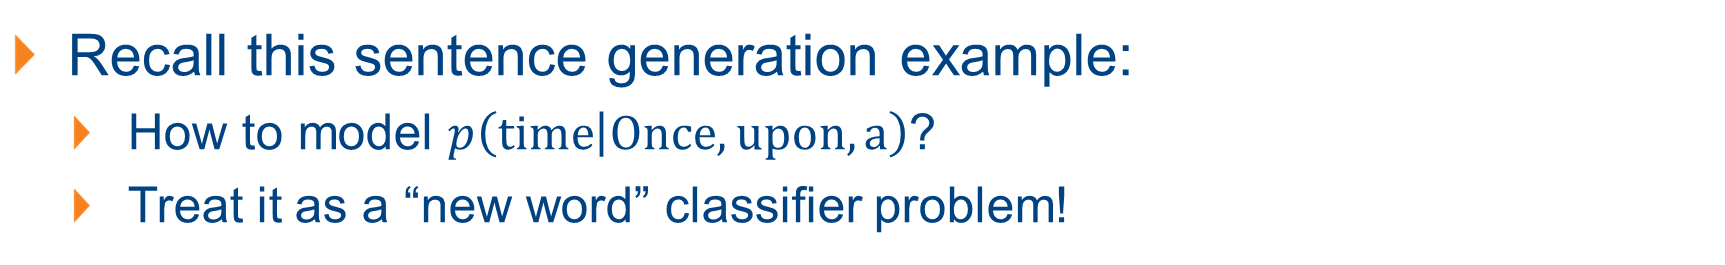 Recall this sentence generation example:
How to model p(time|Once, upon, a)?
Treat it as a “new word” classifier problem!